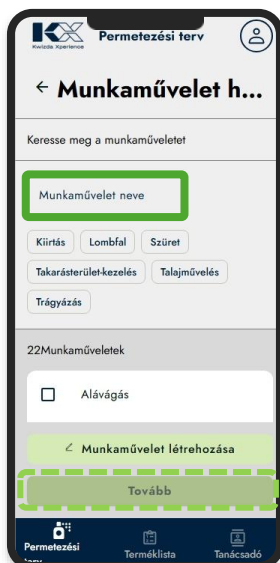 KX
Kwizda Xperience
Permetezési terv
← Munkaművelet h...
Keresse meg a munkaműveletet
Munkaművelet neve
Kiirtás Lombfal Szüret
Takarásterület-kezelés Talajművelés
Trágyázás
22Munkaműveletek
Alávágás
Munkaművelet létrehozása
Tovább
Permetezési
terv
Terméklista
Tanácsadó